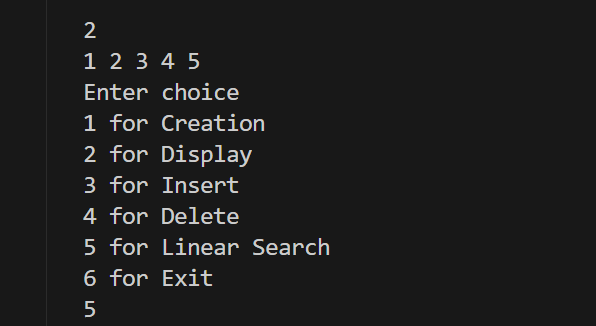 2
1 2 3 4 5
Enter choice
1 for Creation
2 for Display
3 for Insert
4 for Delete
5 for Linear Search
6 for Exit
5